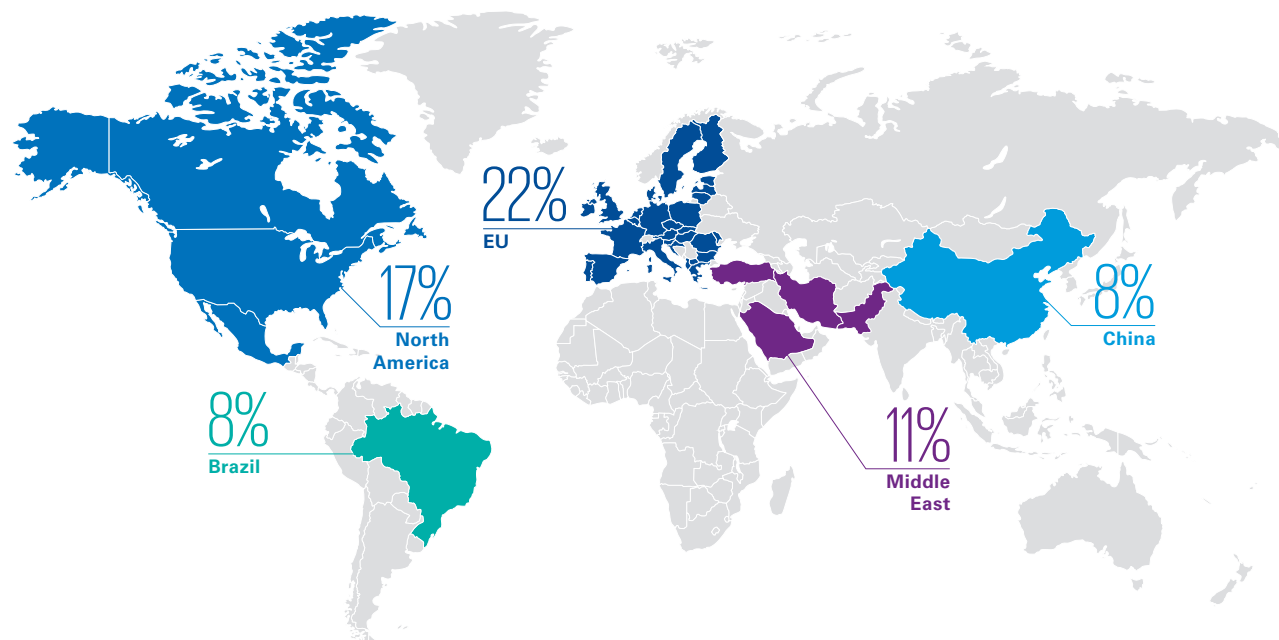 22%
EU
17%
North
America
8%
China
8%
Brazil
11%
Middle
East